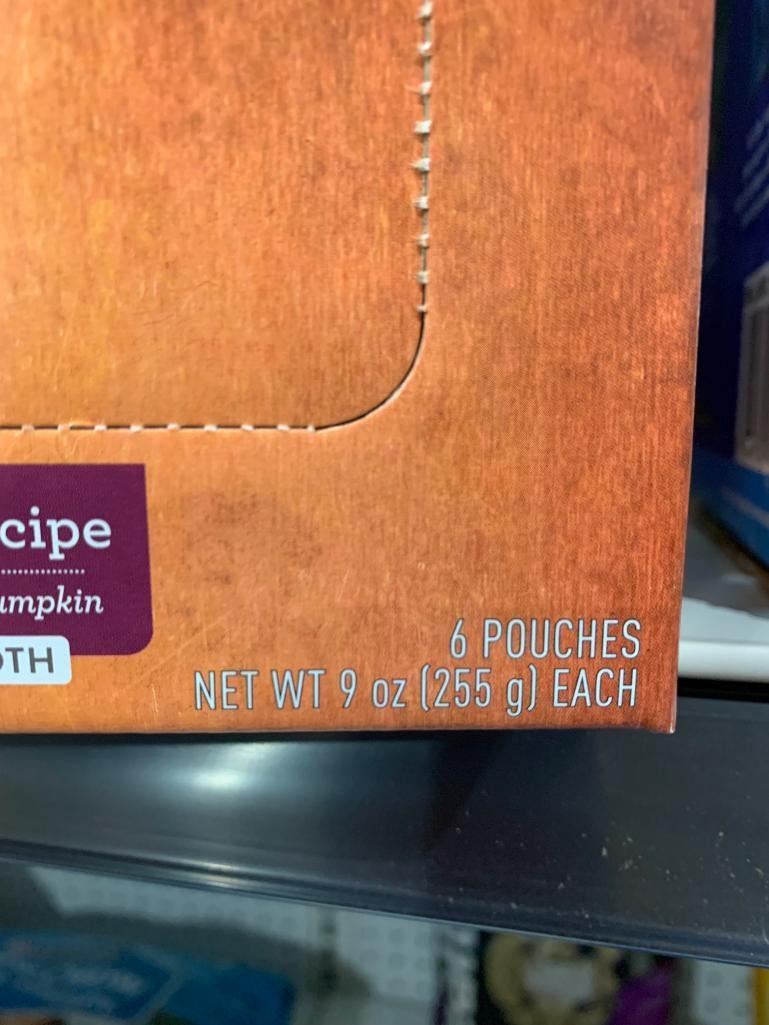 cipe
umpkin
OTH
6 POUCHES
NET WT 9 oz (255 g) EACH